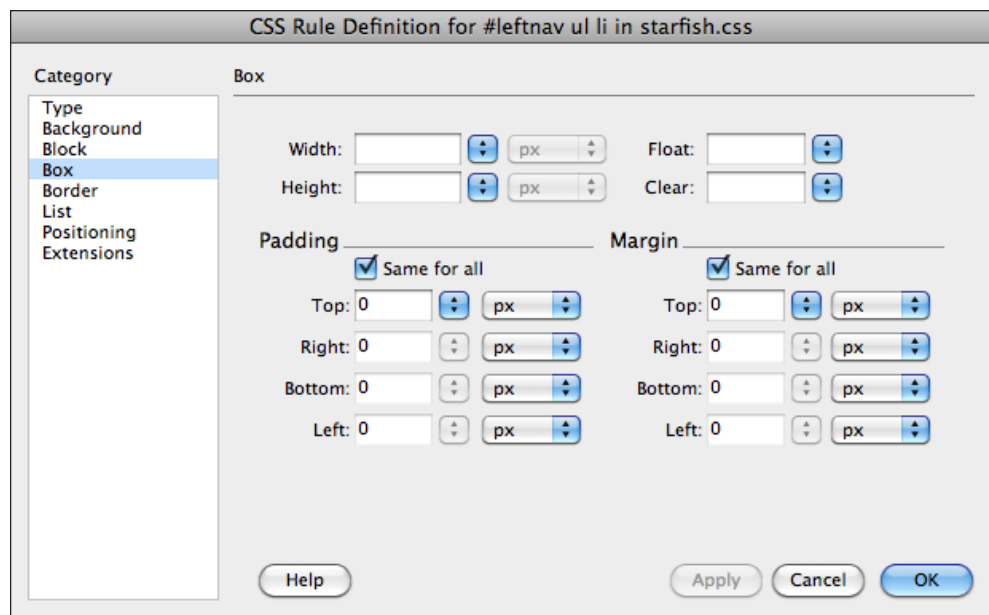 CSS Rule Definition for #leftnav ul li in starfish.css
Category
Type
Background
Block
Box
Border
List
Positioning
Extensions
Box
Width: px
Height: px
Float:
Clear:
Padding
Same for all
Top: 0 px
Right: 0 px
Bottom: 0 px
Left: 0 px
Margin
Same for all
Top: 0 px
Right: 0 px
Bottom: 0 px
Left: 0 px
Help
Apply
Cancel
OK